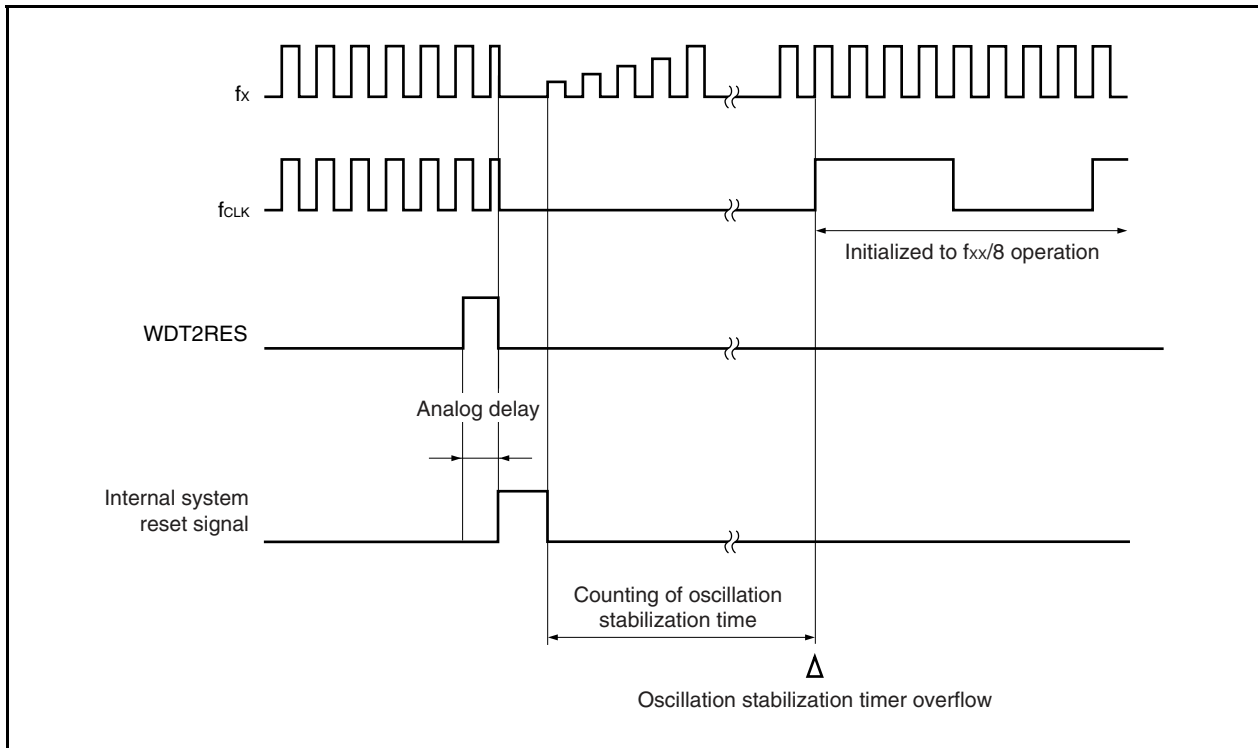 fx
fCLK
Initialized to fxx/8 operation
WDT2RES
Analog delay
Internal system
reset signal
Counting of oscillation
stabilization time
Oscillation stabilization timer overflow